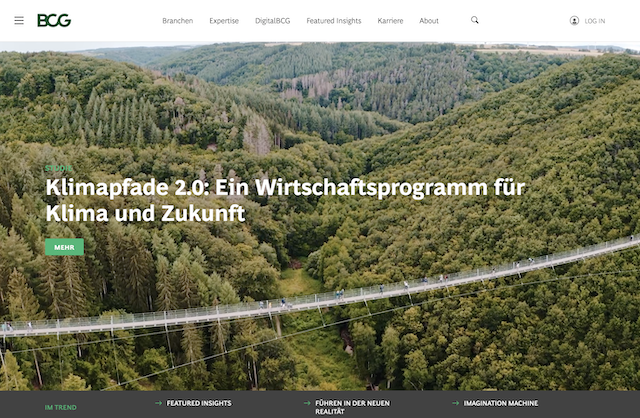 BCG
Branchen Expertise DigitalBCG Featured Insights Karriere About
LOG IN
STUDIE
Klimapfade 2.0: Ein Wirtschaftsprogramm für
Klima und Zukunft
MEHR
IM TREND
→ FEATURED INSIGHTS
→ FÜHREN IN DER NEUEN
REALITÄT
→ IMAGINATION MACHINE